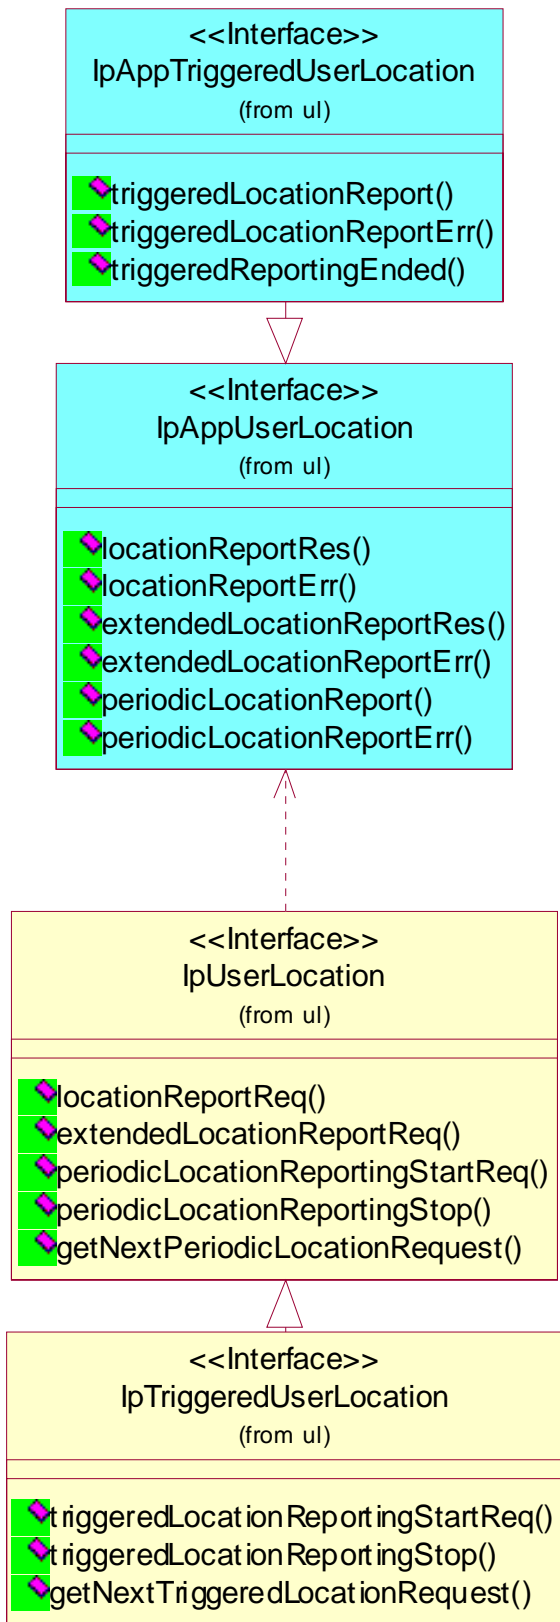 <<Interface>>
IpAppTriggeredUserLocation
(from ul)
triggeredLocationReport()
triggeredLocationReportErr()
triggeredReportingEnded()
<<Interface>>
IpAppUserLocation
(from ul)
locationReportRes()
locationReportErr()
extendedLocationReportRes()
extendedLocationReportErr()
periodicLocationReport()
periodicLocationReportErr()
<<Interface>>
IpUserLocation
(from ul)
locationReportReq()
extendedLocationReportReq()
periodicLocationReportingStartReq()
periodicLocationReportingStop()
getNextPeriodicLocationRequest()
<<Interface>>
IpTriggeredUserLocation
(from ul)
triggeredLocationReportingStartReq()
triggeredLocationReportingStop()
getNextTriggeredLocationRequest()